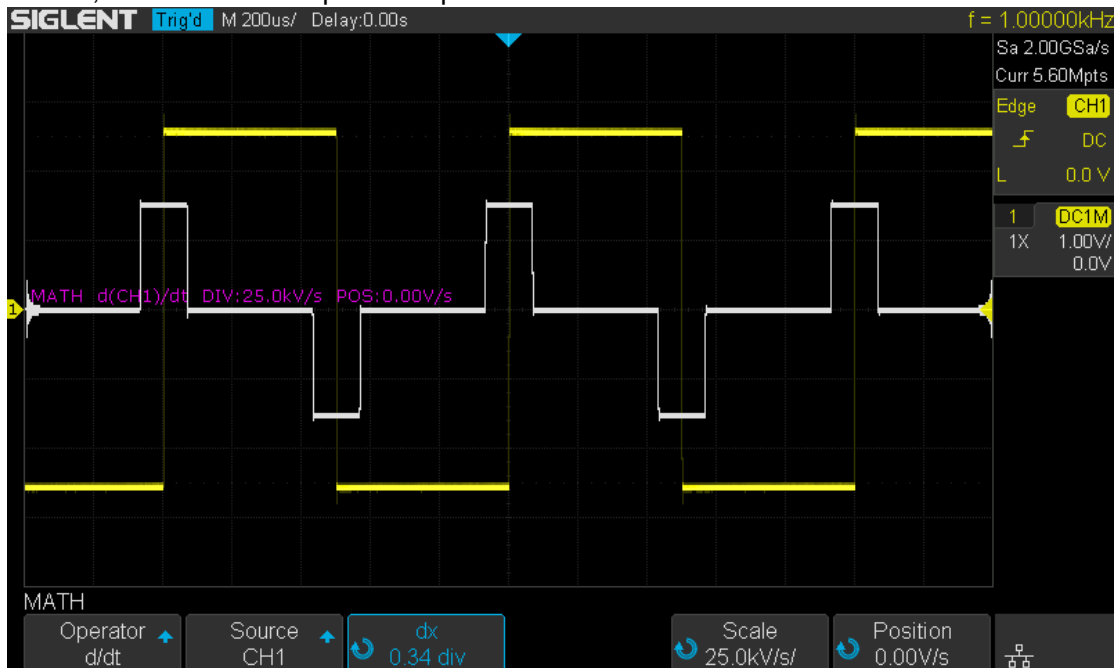 SIGLENT Trig'd M 200us/ Delay:0.00s f = 1.00000kHz
Sa 2.00GSa/s
Curr 5.60Mpts
Edge CH1
DC
L 0.0 V
1 DC1M
1X 1.00V/
0.0V
MATH d(CH1)/dt DIV:25.0kV/s POS:0.00V/s
1
MATH
Operator Source dx Scale Position
d/dt CH1 0.34 div 25.0kV/s/ 0.00V/s